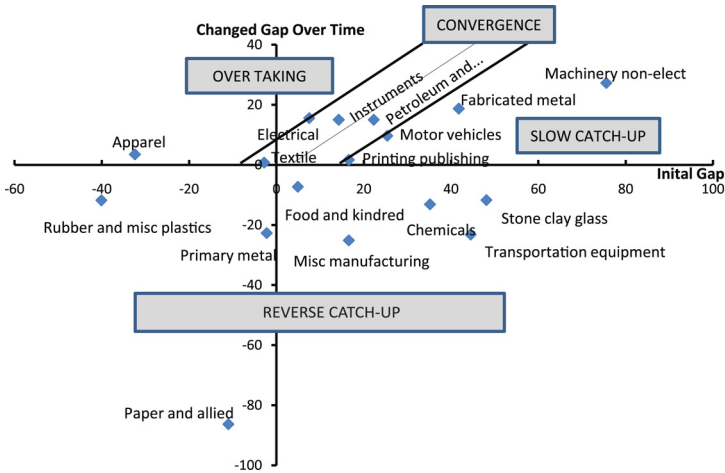 Changed Gap Over Time
CONVERGENCE
40
OVER TAKING
Machinery non-elect
Instruments
Petroleum and...
20
Fabricated metal
Electrical
Motor vehicles
SLOW CATCH-UP
Apparel
Textile
Printing publishing
0
Inital Gap
-60
-40
-20
0
20
40
60
80
100
Rubber and misc plastics
Food and kindred
Stone clay glass
-20
Chemicals
Primary metal
Misc manufacturing
Transportation equipment
-40
REVERSE CATCH-UP
-60
Paper and allied
-80
-100